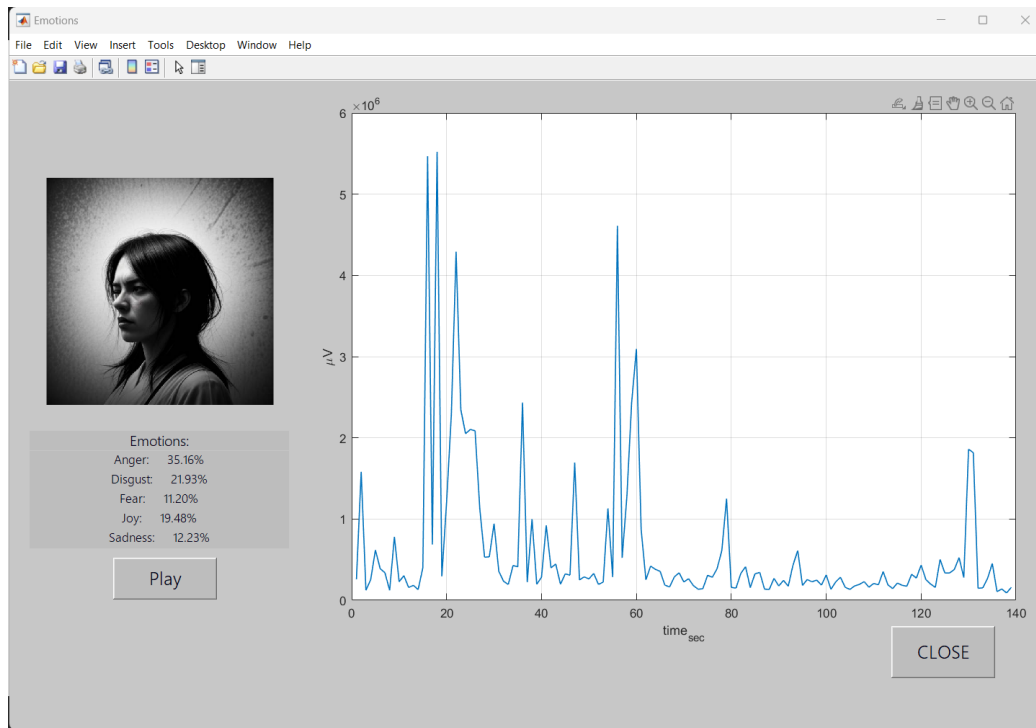 Emotions
File Edit View Insert Tools Desktop Window Help
×10⁶
6
5
4
3
2
1
0
µV
0 20 40 60 80 100 120 140
time_sec
Emotions:
Anger: 35.16%
Disgust: 21.93%
Fear: 11.20%
Joy: 19.48%
Sadness: 12.23%
Play
CLOSE